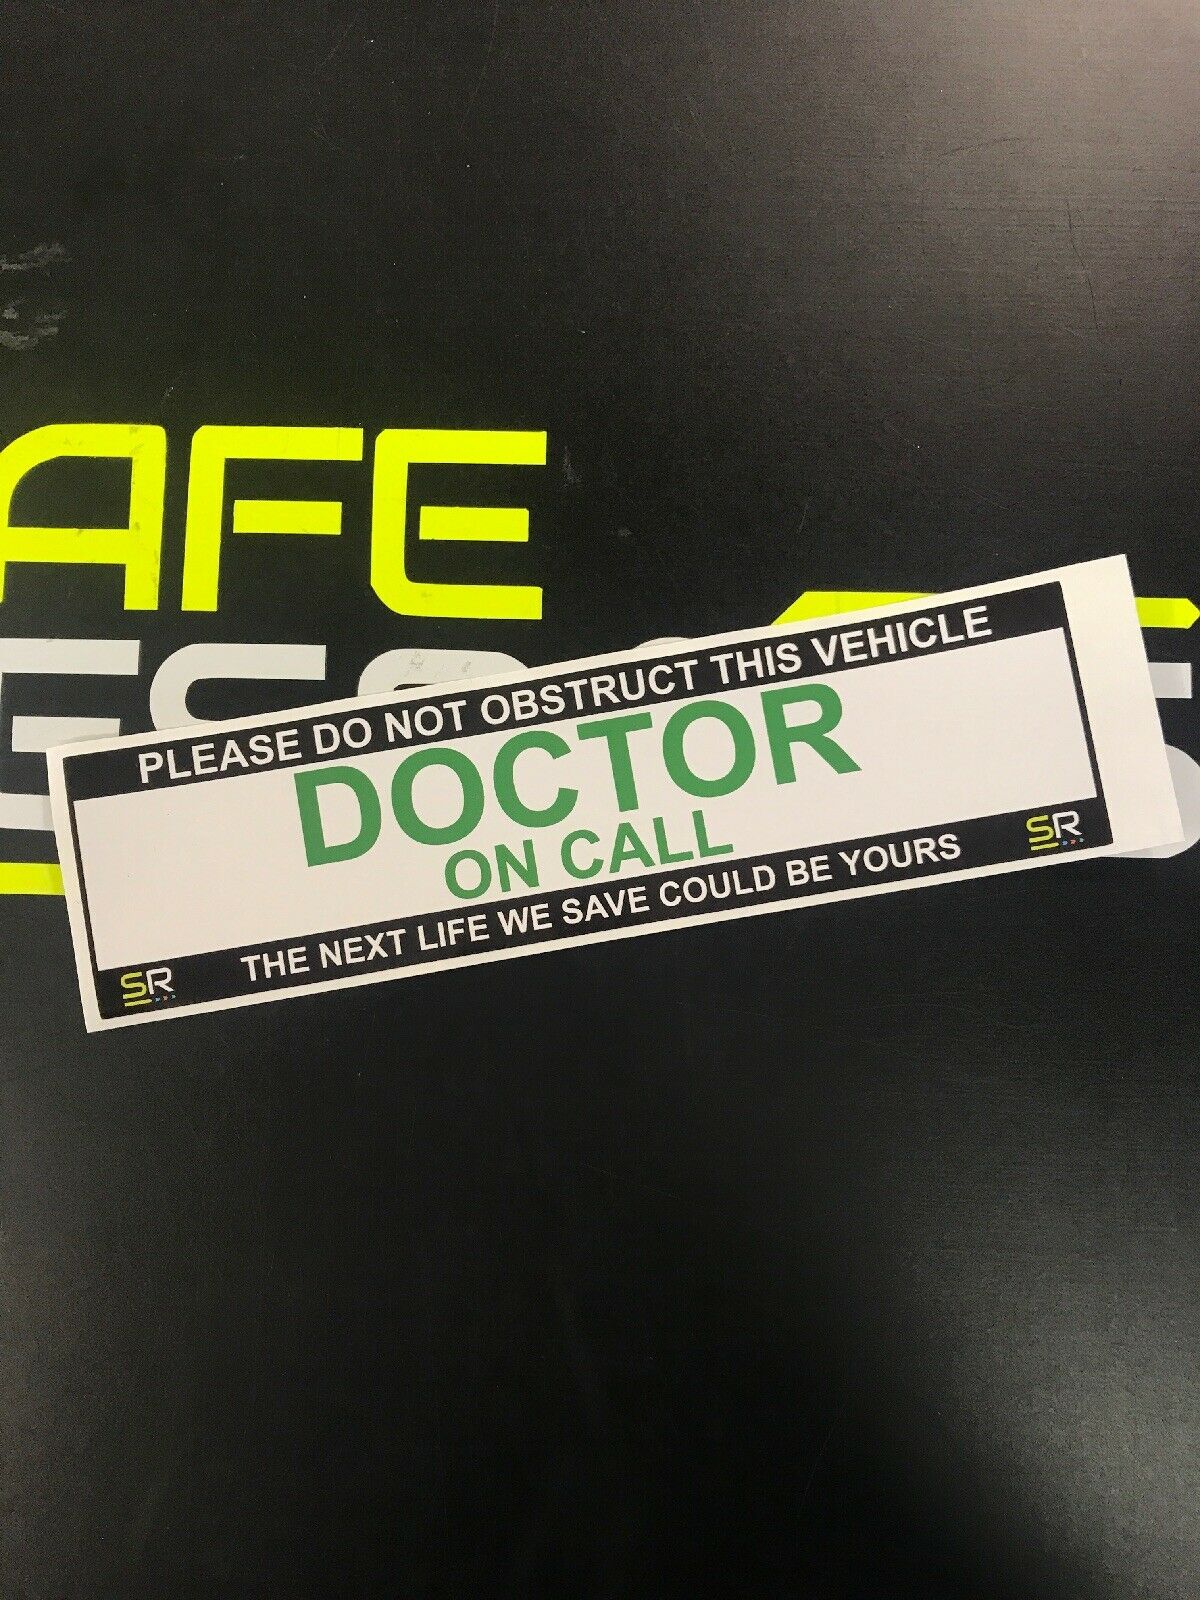 AFE
PLEASE DO NOT OBSTRUCT THIS VEHICLE
DOCTOR
ON CALL
THE NEXT LIFE WE SAVE COULD BE YOURS
SR
SR